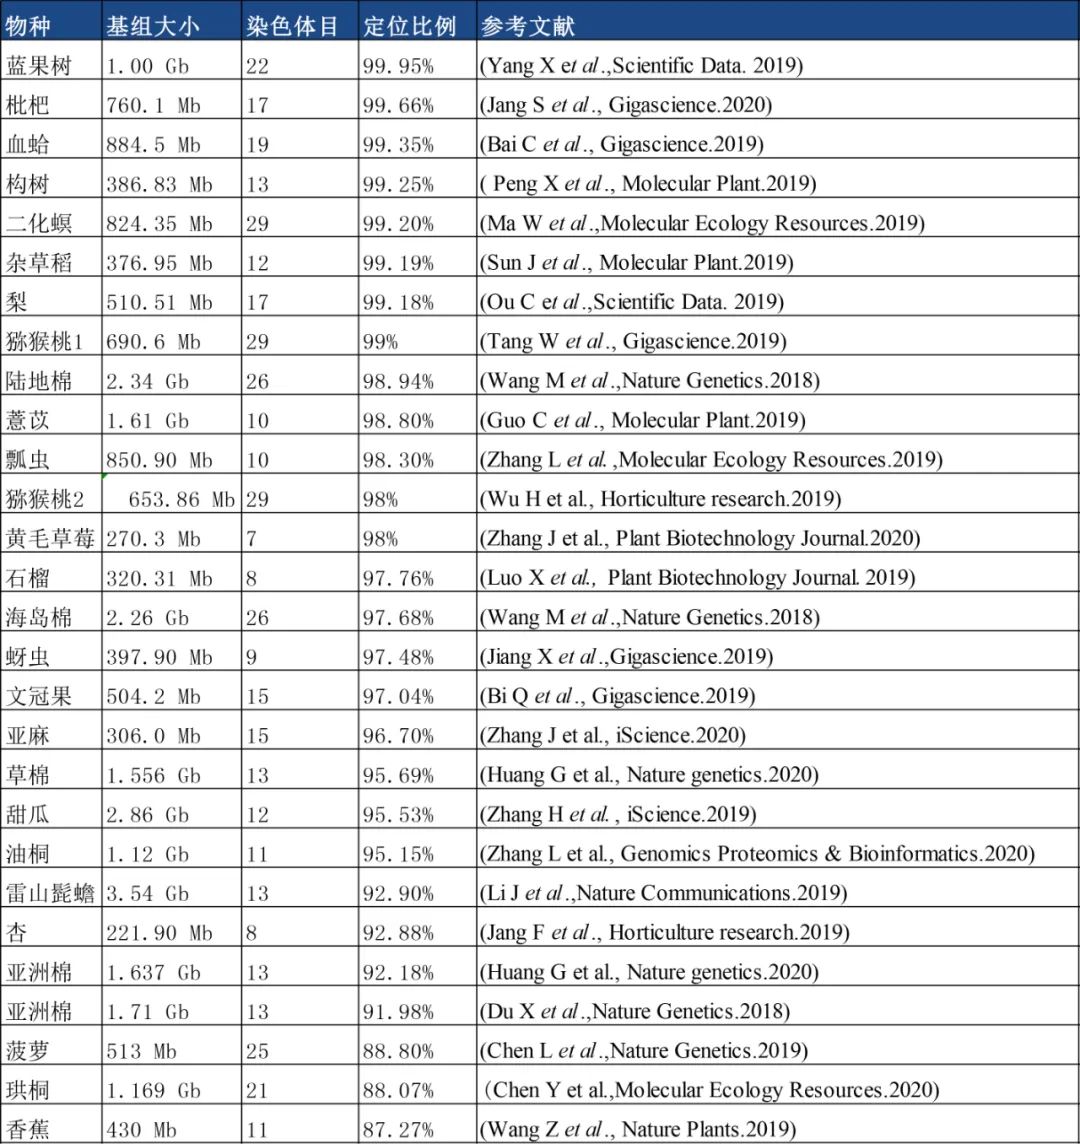 物种 基组大小 染色体目 定位比例 参考文献
蓝果树 1.00 Gb 22 99.95% (Yang X et al.,Scientific Data. 2019)
枇杷 760.1 Mb 17 99.66% (Jang S et al., Gigascience.2020)
血蛤 884.5 Mb 19 99.35% (Bai C et al., Gigascience.2019)
构树 386.83 Mb 13 99.25% ( Peng X et al., Molecular Plant.2019)
二化螟 824.35 Mb 29 99.20% (Ma W et al.,Molecular Ecology Resources.2019)
杂草稻 376.95 Mb 12 99.19% (Sun J et al., Molecular Plant.2019)
梨 510.51 Mb 17 99.18% (Ou C et al.,Scientific Data. 2019)
猕猴桃1 690.6 Mb 29 99% (Tang W et al., Gigascience.2019)
陆地棉 2.34 Gb 26 98.94% (Wang M et al.,Nature Genetics.2018)
薏苡 1.61 Gb 10 98.80% (Guo C et al., Molecular Plant.2019)
瓢虫 850.90 Mb 10 98.30% (Zhang L et al. ,Molecular Ecology Resources.2019)
猕猴桃2 653.86 Mb 29 98% (Wu H et al., Horticulture research.2019)
黄毛草莓 270.3 Mb 7 98% (Zhang J et al., Plant Biotechnology Journal.2020)
石榴 320.31 Mb 8 97.76% (Luo X et al., Plant Biotechnology Journal. 2019)
海岛棉 2.26 Gb 26 97.68% (Wang M et al.,Nature Genetics.2018)
蚜虫 397.90 Mb 9 97.48% (Jiang X et al.,Gigascience.2019)
文冠果 504.2 Mb 15 97.04% (Bi Q et al., Gigascience.2019)
亚麻 306.0 Mb 15 96.70% (Zhang J et al., iScience.2020)
草棉 1.556 Gb 13 95.69% (Huang G et al., Nature genetics.2020)
甜瓜 2.86 Gb 12 95.53% (Zhang H et al. , iScience.2019)
油桐 1.12 Gb 11 95.15% (Zhang L et al., Genomics Proteomics & Bioinformatics.2020)
雷山髭蟾 3.54 Gb 13 92.90% (Li J et al.,Nature Communications.2019)
杏 221.90 Mb 8 92.88% (Jang F et al., Horticulture research.2019)
亚洲棉 1.637 Gb 13 92.18% (Huang G et al., Nature genetics.2020)
亚洲棉 1.71 Gb 13 91.98% (Du X et al.,Nature Genetics.2018)
菠萝 513 Mb 25 88.80% (Chen L et al.,Nature Genetics.2019)
珙桐 1.169 Gb 21 88.07% （Chen Y et al.,Molecular Ecology Resources.2020)
香蕉 430 Mb 11 87.27% (Wang Z et al., Nature Plants.2019)